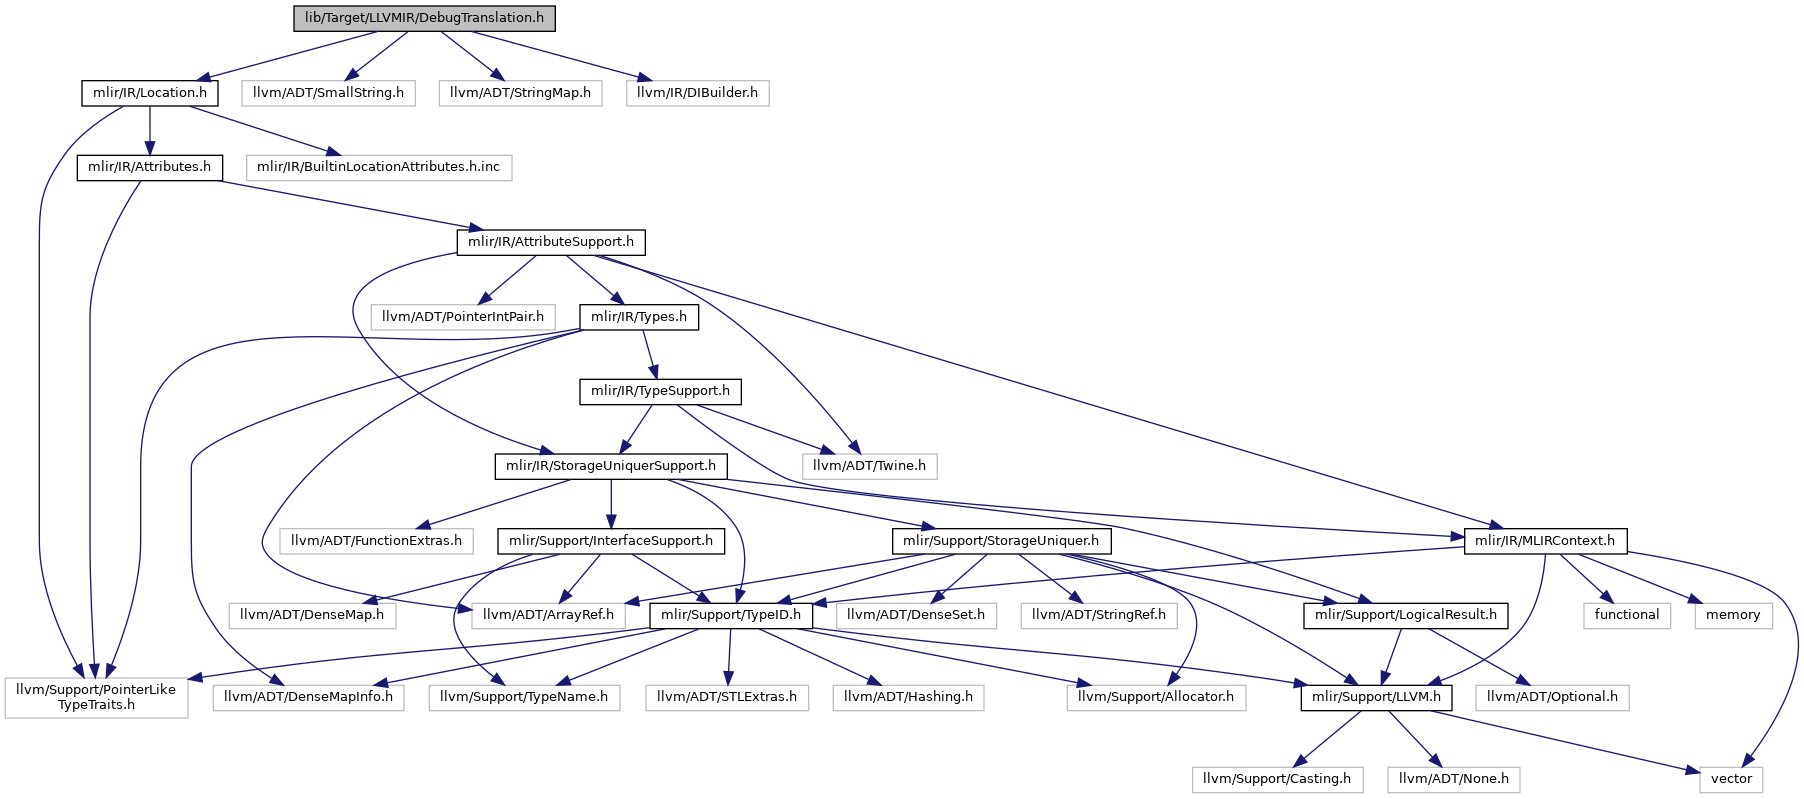 lib/Target/LLVMIR/DebugTranslation.h
mlir/IR/Location.h
llvm/ADT/SmallString.h
llvm/ADT/StringMap.h
llvm/IR/DIBuilder.h
mlir/IR/Attributes.h
mlir/IR/BuiltinLocationAttributes.h.inc
mlir/IR/AttributeSupport.h
llvm/ADT/PointerIntPair.h
mlir/IR/Types.h
mlir/IR/TypeSupport.h
mlir/IR/StorageUniquerSupport.h
llvm/ADT/Twine.h
llvm/ADT/FunctionExtras.h
mlir/Support/InterfaceSupport.h
mlir/Support/StorageUniquer.h
mlir/IR/MLIRContext.h
llvm/ADT/DenseMap.h
llvm/ADT/ArrayRef.h
mlir/Support/TypeID.h
llvm/ADT/DenseSet.h
llvm/ADT/StringRef.h
mlir/Support/LogicalResult.h
functional
memory
llvm/Support/PointerLike
TypeTraits.h
llvm/ADT/DenseMapInfo.h
llvm/Support/TypeName.h
llvm/ADT/STLExtras.h
llvm/ADT/Hashing.h
llvm/Support/Allocator.h
mlir/Support/LLVM.h
llvm/ADT/Optional.h
llvm/Support/Casting.h
llvm/ADT/None.h
vector